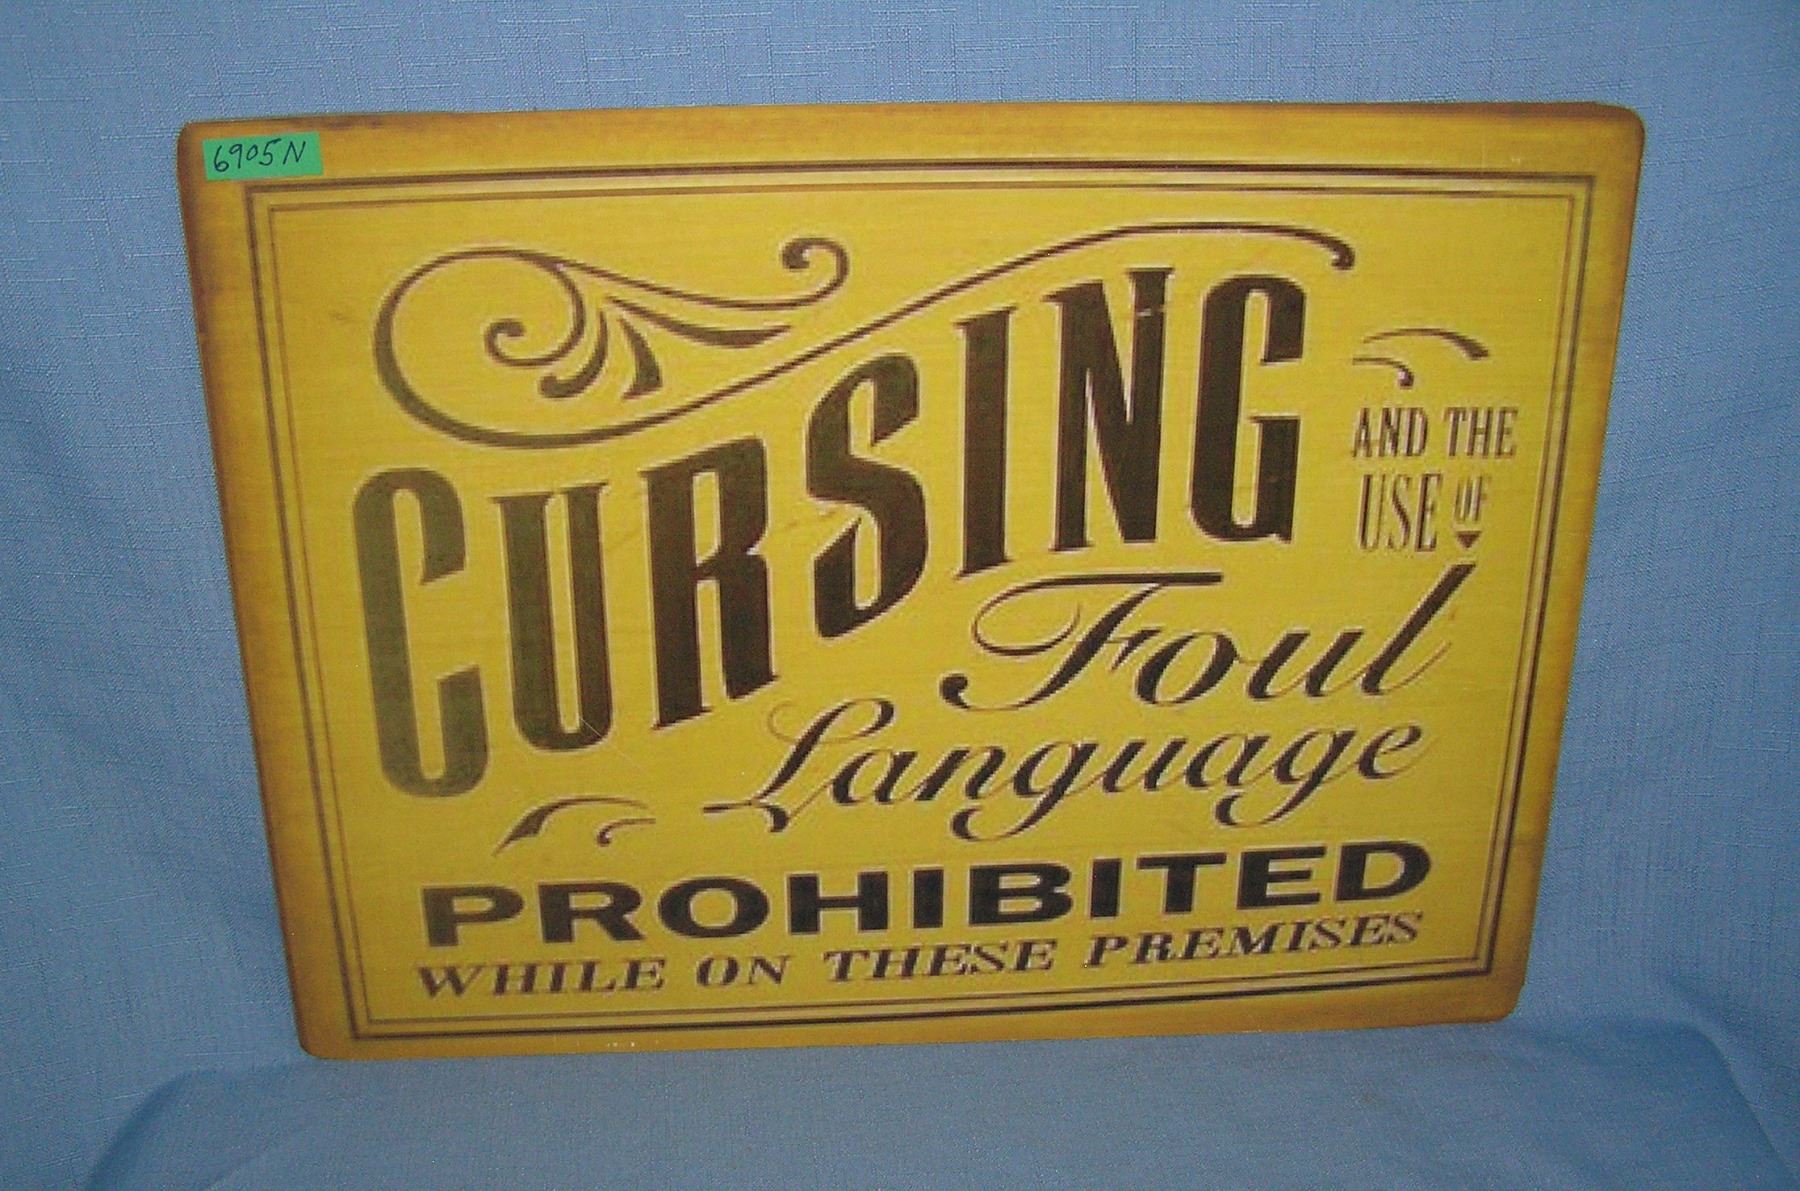 6905N
CURSING
AND THE
USE OF
Foul
Language
PROHIBITED
WHILE ON THESE PREMISES